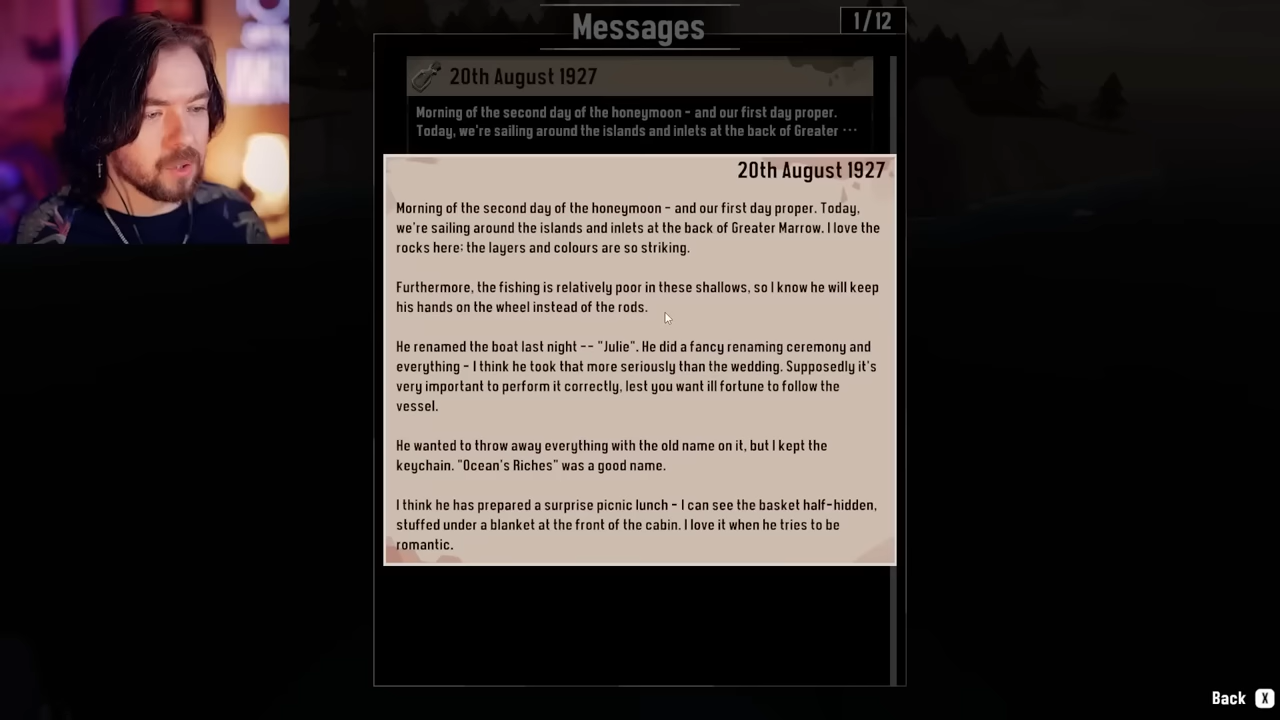 Messages
1/12
20th August 1927
Morning of the second day of the honeymoon - and our first day proper.
Today, we're sailing around the islands and inlets at the back of Greater ...
20th August 1927
Morning of the second day of the honeymoon - and our first day proper. Today,
we're sailing around the islands and inlets at the back of Greater Marrow. I love the
rocks here: the layers and colours are so striking.
Furthermore, the fishing is relatively poor in these shallows, so I know he will keep
his hands on the wheel instead of the rods.
He renamed the boat last night -- "Julie". He did a fancy renaming ceremony and
everything - I think he took that more seriously than the wedding. Supposedly it's
very important to perform it correctly, lest you want ill fortune to follow the
vessel.
He wanted to throw away everything with the old name on it, but I kept the
keychain. "Ocean's Riches" was a good name.
I think he has prepared a surprise picnic lunch - I can see the basket half-hidden,
stuffed under a blanket at the front of the cabin. I love it when he tries to be
romantic.
Back X